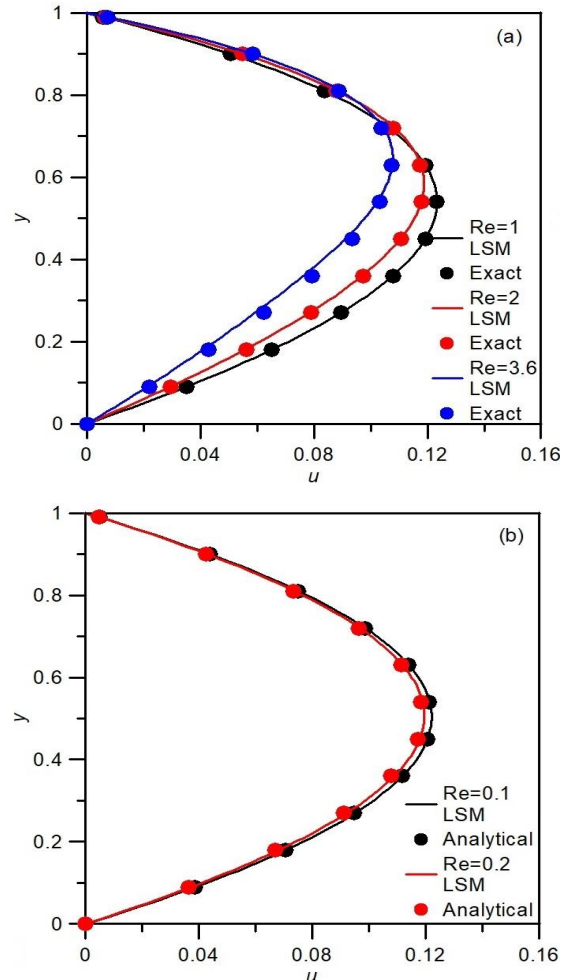 1
(a)
0.8
0.6
y
Re=1
LSM
0.4
Exact
Re=2
LSM
0.2
Exact
Re=3.6
LSM
0
Exact
0 0.04 0.08 0.12 0.16
u
1
(b)
0.8
0.6
y
0.4
Re=0.1
LSM
0.2
Analytical
Re=0.2
LSM
0
Analytical
0 0.04 0.08 0.12 0.16
u